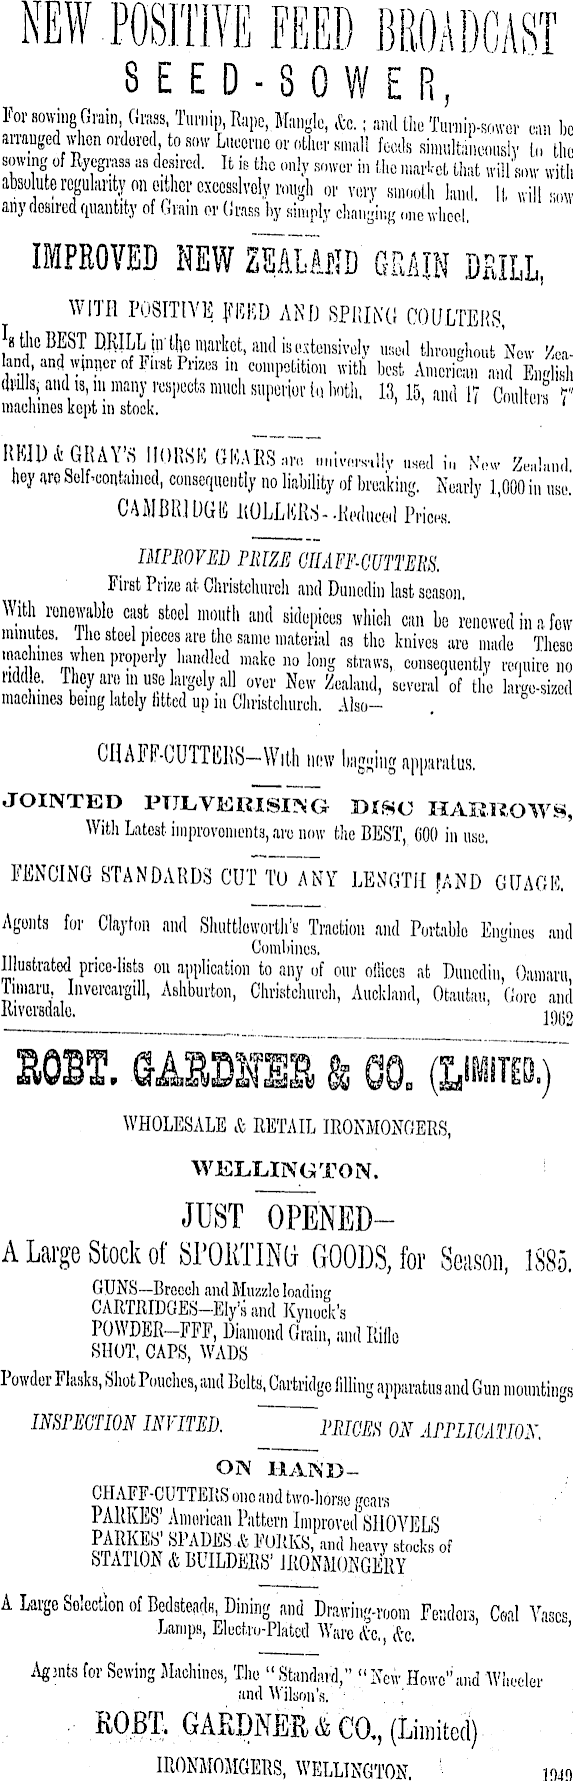 NEW POSITIVE FEED BROADCAST
SEED-SOWER,
For sowing Grain, Grass, Turnip, Rape, Mangle, &c. ; and the Turnip-sower can be
arranged when ordered, to sow Lucerne or other small feeds simultaneously to the
sowing of Ryegrass as desired. It is the only sower in the market that will sow with
absolute regularity on either excessively rough or very smooth land. It will sow
any desired quantity of Grain or Grass by simply changing one wheel.
IMPROVED NEW ZEALAND GRAIN DRILL,
WITH POSITIVE FEED AND SPRING COULTERS,
Is the BEST DRILL in the market, and is extensively used throughout New Zea-
land, and winner of First Prizes in competition with best American and English
drills, and is, in many respects much superior to both. 13, 15, and 17 Coulters 7"
machines kept in stock.
REID & GRAY'S HORSE GEARS are universally used in New Zealand.
hey are Self-contained, consequently no liability of breaking. Nearly 1,000 in use.
CAMBRIDGE ROLLERS--Reduced Prices.
IMPROVED PRIZE CHAFF-CUTTERS.
First Prize at Christchurch and Dunedin last season.
With renewable cast steel mouth and sidepices which can be renewed in a few
minutes. The steel pieces are the same material as the knives are made These
machines when properly handled make no long straws, consequently require no
riddle. They are in use largely all over New Zealand, several of the large-sized
machines being lately fitted up in Christchurch. Also—
CHAFF-CUTTERS—With new bagging apparatus.
JOINTED PULVERISING DISC HARROWS,
With Latest improvements, are now the BEST, 600 in use.
FENCING STANDARDS CUT TO ANY LENGTH AND GUAGE.
Agents for Clayton and Shuttleworth's Traction and Portable Engines and
Combines.
Illustrated price-lists on application to any of our offices at Dunedin, Oamaru,
Timaru, Invercargill, Ashburton, Christchurch, Auckland, Otautau, Gore and
Riversdale. 1962
ROBT. GARDNER & CO. (LIMITED.)
WHOLESALE & RETAIL IRONMONGERS,
WELLINGTON.
JUST OPENED—
A Large Stock of SPORTING GOODS, for Season, 1885.
GUNS—Breech and Muzzle loading
CARTRIDGES—Ely's and Kynock's
POWDER—FFF, Diamond Grain, and Rifle
SHOT, CAPS, WADS
Powder Flasks, Shot Pouches, and Belts, Cartridge filling apparatus and Gun mountings
INSPECTION INVITED. PRICES ON APPLICATION.
ON HAND—
CHAFF-CUTTERS one and two-horse gears
PARKES' American Pattern Improved SHOVELS
PARKES' SPADES & FORKS, and heavy stocks of
STATION & BUILDERS' IRONMONGERY
A Large Selection of Bedsteads, Dining and Drawing-room Fenders, Coal Vases,
Lamps, Electro-Plated Ware &c., &c.
Agents for Sewing Machines, The "Standard," "New Howe" and Wheeler
and Wilson's.
ROBT. GARDNER & CO., (Limited)
IRONMOMGERS, WELLINGTON. 1949